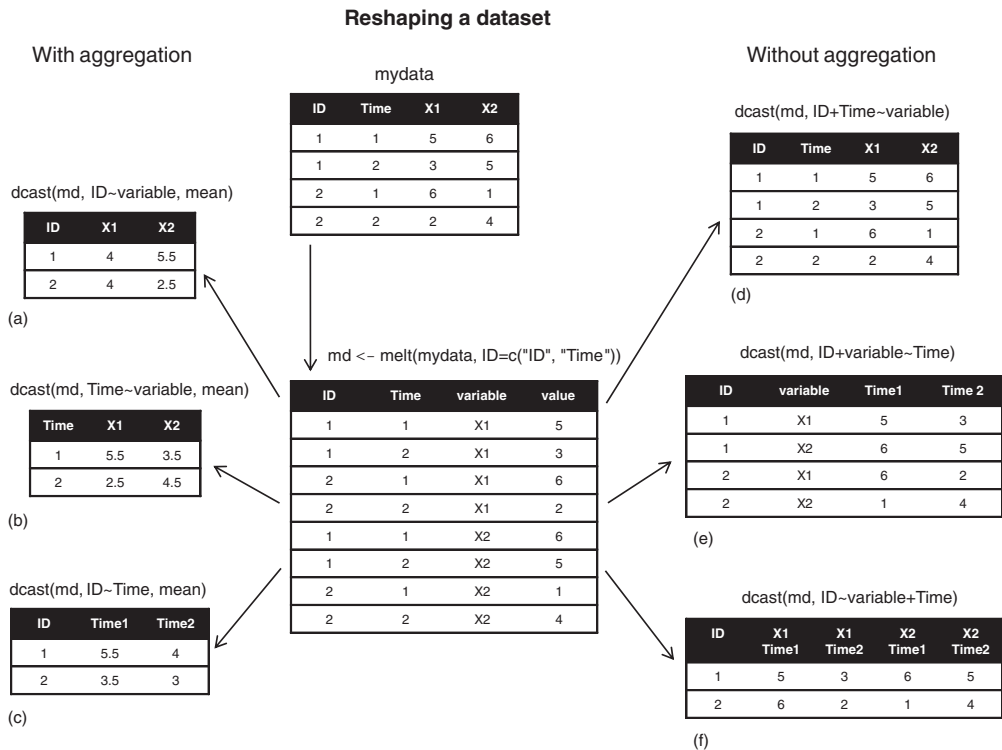 Reshaping a dataset
With aggregation
Without aggregation
mydata
ID Time X1 X2
1 1 5 6
1 2 3 5
2 1 6 1
2 2 2 4
dcast(md, ID~variable, mean)
ID X1 X2
1 4 5.5
2 4 2.5
(a)
dcast(md, Time~variable, mean)
Time X1 X2
1 5.5 3.5
2 2.5 4.5
(b)
dcast(md, ID~Time, mean)
ID Time1 Time2
1 5.5 4
2 3.5 3
(c)
md <- melt(mydata, ID=c("ID", "Time"))
ID Time variable value
1 1 X1 5
1 2 X1 3
2 1 X1 6
2 2 X1 2
1 1 X2 6
1 2 X2 5
2 1 X2 1
2 2 X2 4
dcast(md, ID+Time~variable)
ID Time X1 X2
1 1 5 6
1 2 3 5
2 1 6 1
2 2 2 4
(d)
dcast(md, ID+variable~Time)
ID variable Time1 Time 2
1 X1 5 3
1 X2 6 5
2 X1 6 2
2 X2 1 4
(e)
dcast(md, ID~variable+Time)
ID X1 X1 X2 X2
Time1 Time2 Time1 Time2
1 5 3 6 5
2 6 2 1 4
(f)